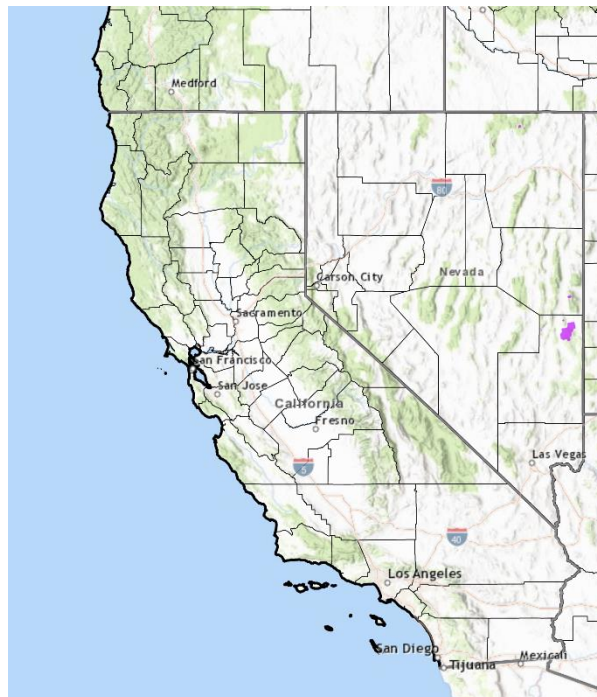 Medford
80
Carson City
Nevada
Sacramento
San Francisco
San Jose
California
Fresno
Las Vegas
5
40
Los Angeles
San Diego
Tijuana
Mexicali